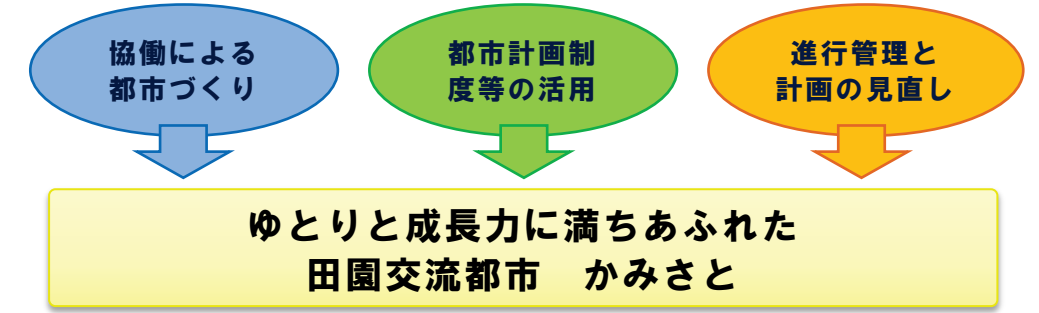 協働による
都市づくり
都市計画制
度等の活用
進行管理と
計画の見直し
ゆとりと成長力に満ちあふれた
田園交流都市　かみさと